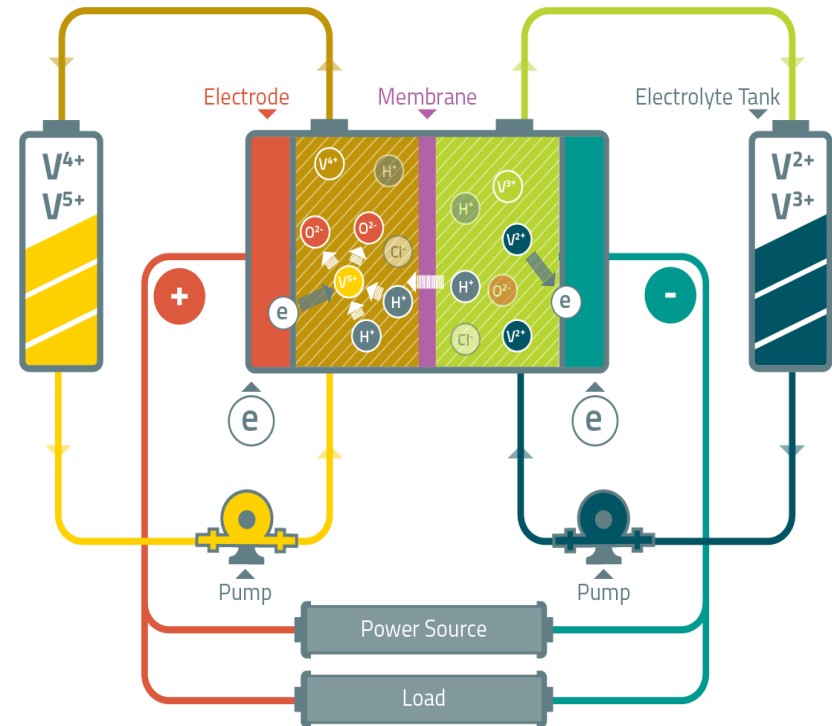 Electrode
Membrane
Electrolyte Tank
V⁴⁺
V⁵⁺
V²⁺
V³⁺
V⁴⁺
H⁺
V³⁺
H⁺
O²⁻
O²⁻
Cl⁻
V²⁺
V⁵⁺
H⁺
H⁺
O²⁻
e
e
H⁺
Cl⁻
V²⁺
+
-
e
e
Pump
Pump
Power Source
Load